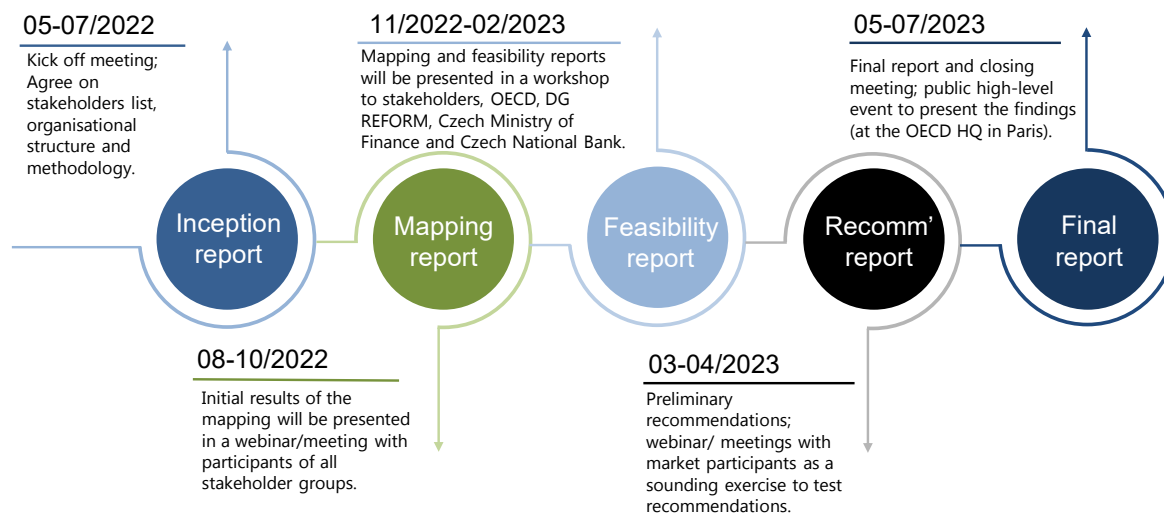 05-07/2022
Kick off meeting;
Agree on
stakeholders list,
organisational
structure and
methodology.
11/2022-02/2023
Mapping and feasibility reports
will be presented in a workshop
to stakeholders, OECD, DG
REFORM, Czech Ministry of
Finance and Czech National Bank.
05-07/2023
Final report and closing
meeting; public high-level
event to present the findings
(at the OECD HQ in Paris).
Inception
report
Mapping
report
Feasibility
report
Recomm’
report
Final
report
08-10/2022
Initial results of the
mapping will be presented
in a webinar/meeting with
participants of all
stakeholder groups.
03-04/2023
Preliminary
recommendations;
webinar/ meetings with
market participants as a
sounding exercise to test
recommendations.